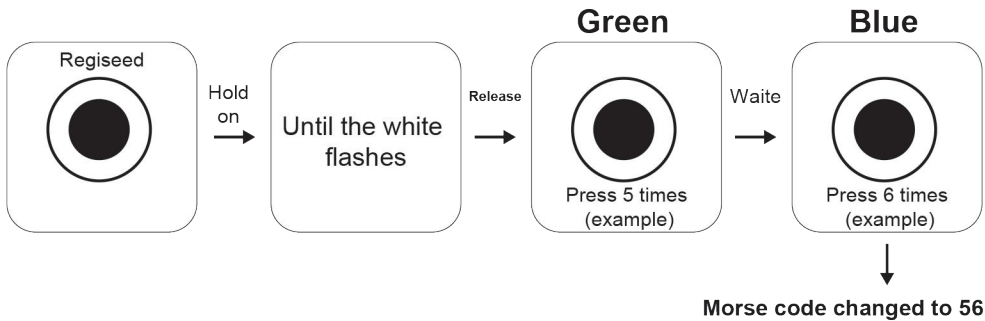 Green
Blue
Regiseed
Hold
on
Until the white
flashes
Release
Press 5 times
(example)
Waite
Press 6 times
(example)
Morse code changed to 56